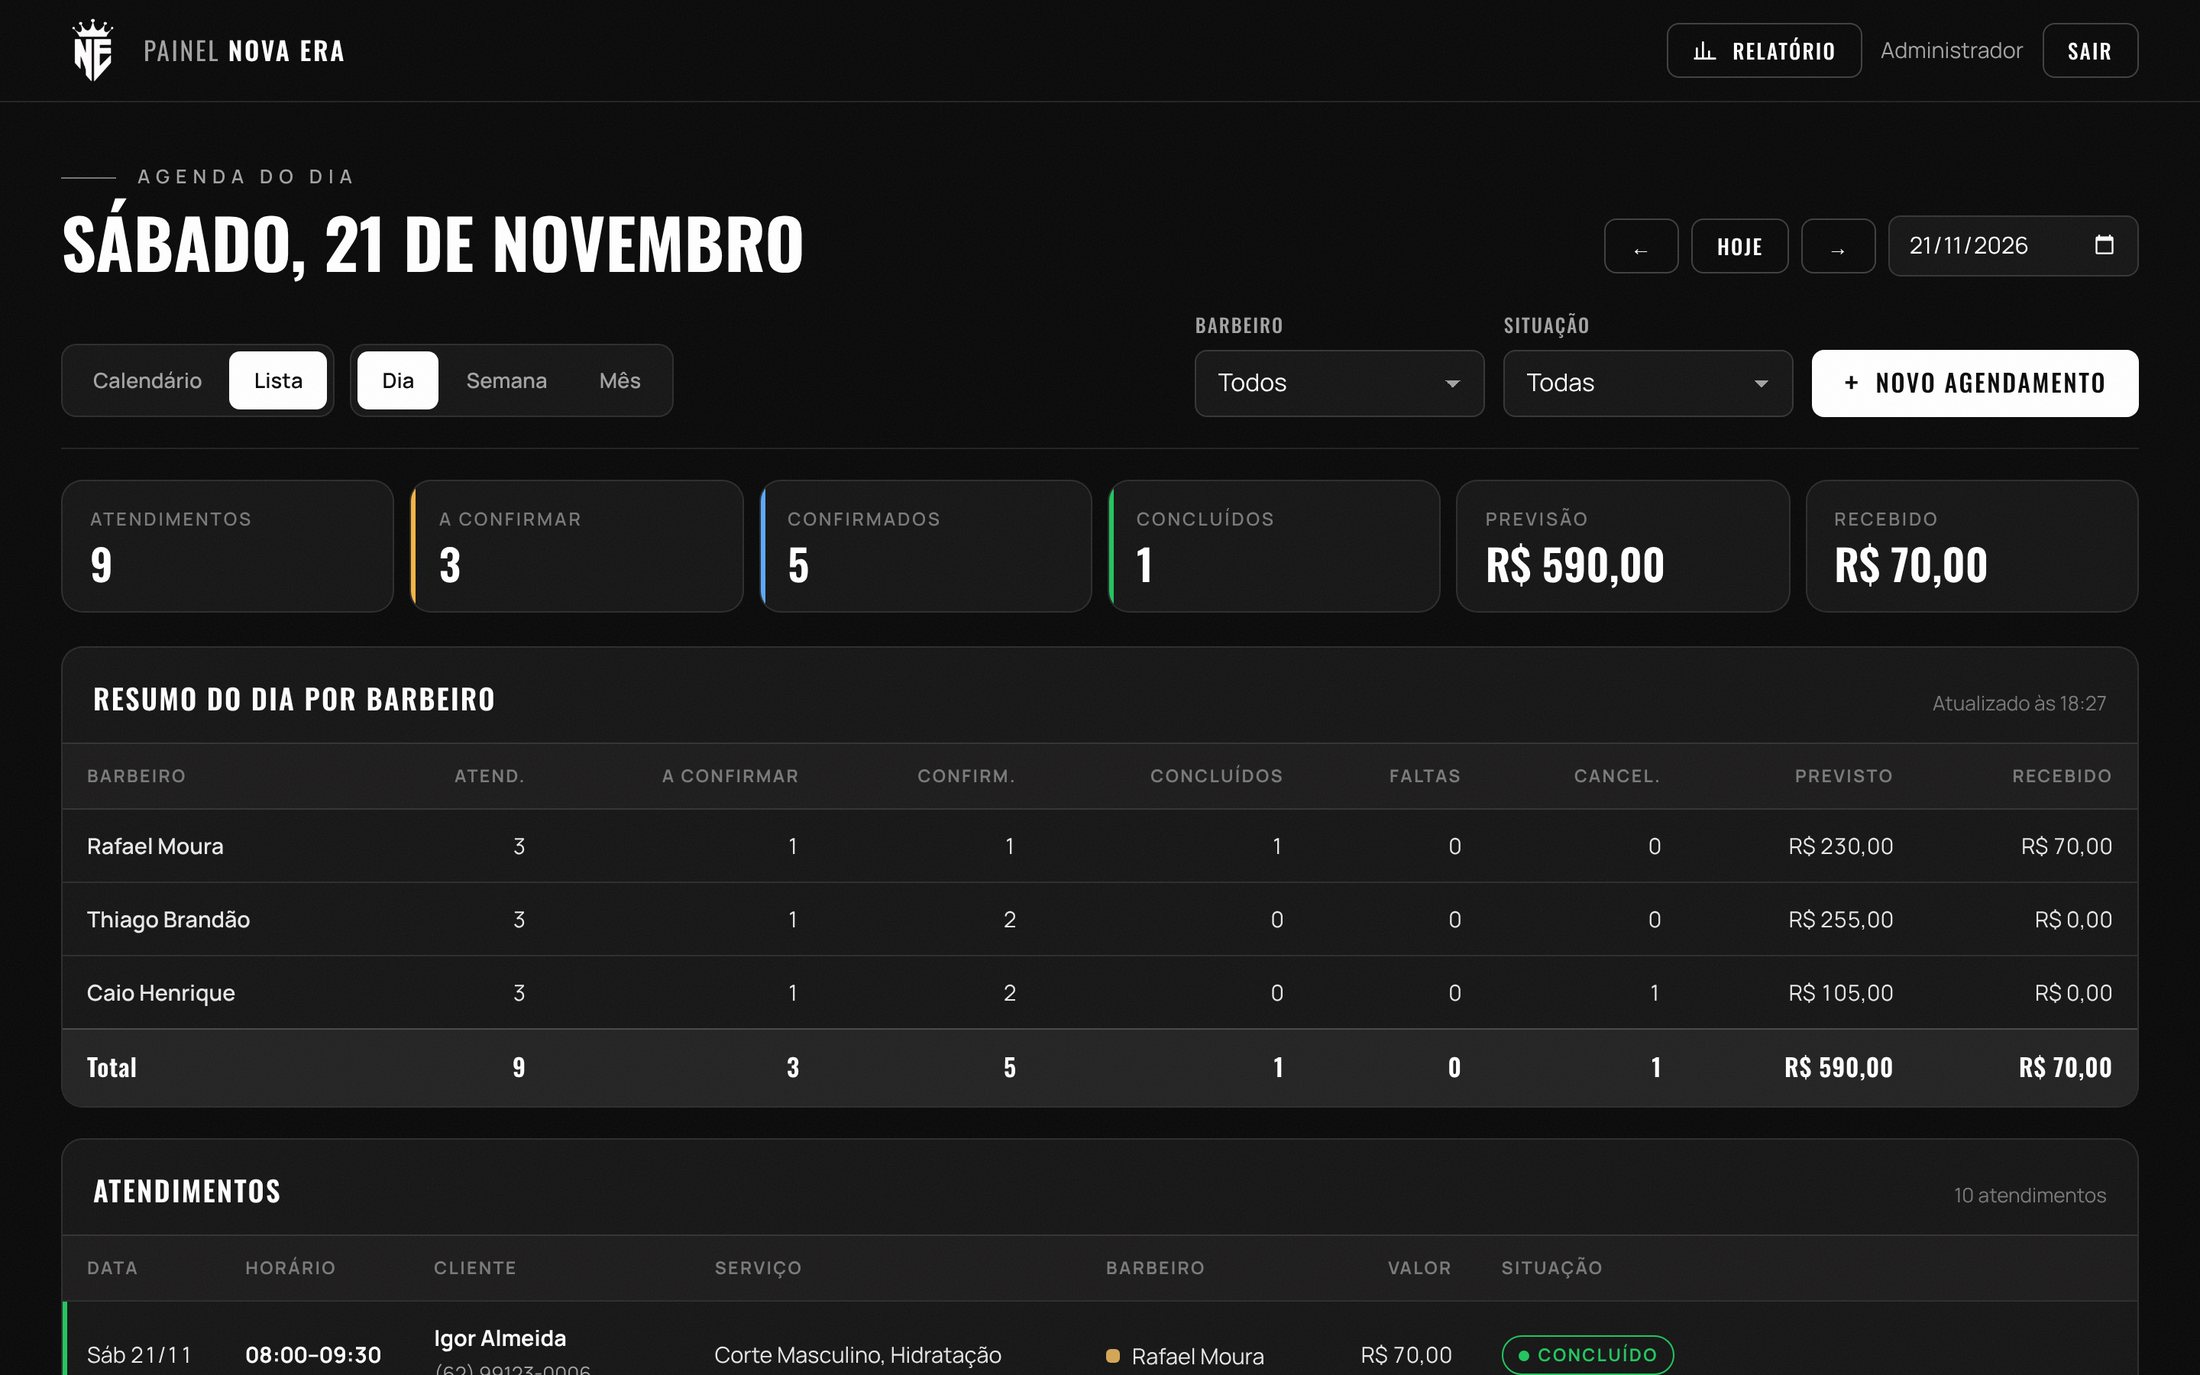 NE
PAINEL NOVA ERA
RELATÓRIO
Administrador
SAIR
AGENDA DO DIA
SÁBADO, 21 DE NOVEMBRO
←
HOJE
→
21/11/2026
Calendário
Lista
Dia
Semana
Mês
BARBEIRO
Todos
SITUAÇÃO
Todas
+ NOVO AGENDAMENTO
ATENDIMENTOS
9
A CONFIRMAR
3
CONFIRMADOS
5
CONCLUÍDOS
1
PREVISÃO
R$ 590,00
RECEBIDO
R$ 70,00
RESUMO DO DIA POR BARBEIRO
Atualizado às 18:27
BARBEIRO ATEND. A CONFIRMAR CONFIRM. CONCLUÍDOS FALTAS CANCEL. PREVISTO RECEBIDO
Rafael Moura 3 1 1 1 0 0 R$ 230,00 R$ 70,00
Thiago Brandão 3 1 2 0 0 0 R$ 255,00 R$ 0,00
Caio Henrique 3 1 2 0 0 1 R$ 105,00 R$ 0,00
Total 9 3 5 1 0 1 R$ 590,00 R$ 70,00
ATENDIMENTOS
10 atendimentos
DATA HORÁRIO CLIENTE SERVIÇO BARBEIRO VALOR SITUAÇÃO
Sáb 21/11 08:00–09:30 Igor Almeida Corte Masculino, Hidratação Rafael Moura R$ 70,00 CONCLUÍDO
(62) 99123-0006